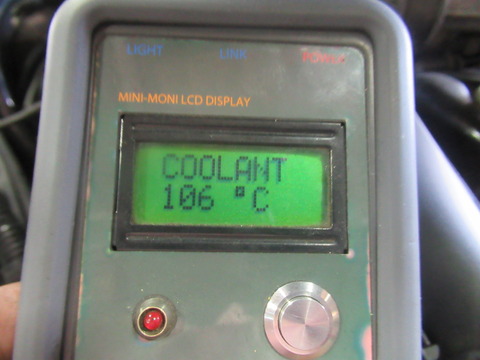 LIGHT LINK POWER
MINI-MONI LCD DISPLAY
COOLANT
106 °C